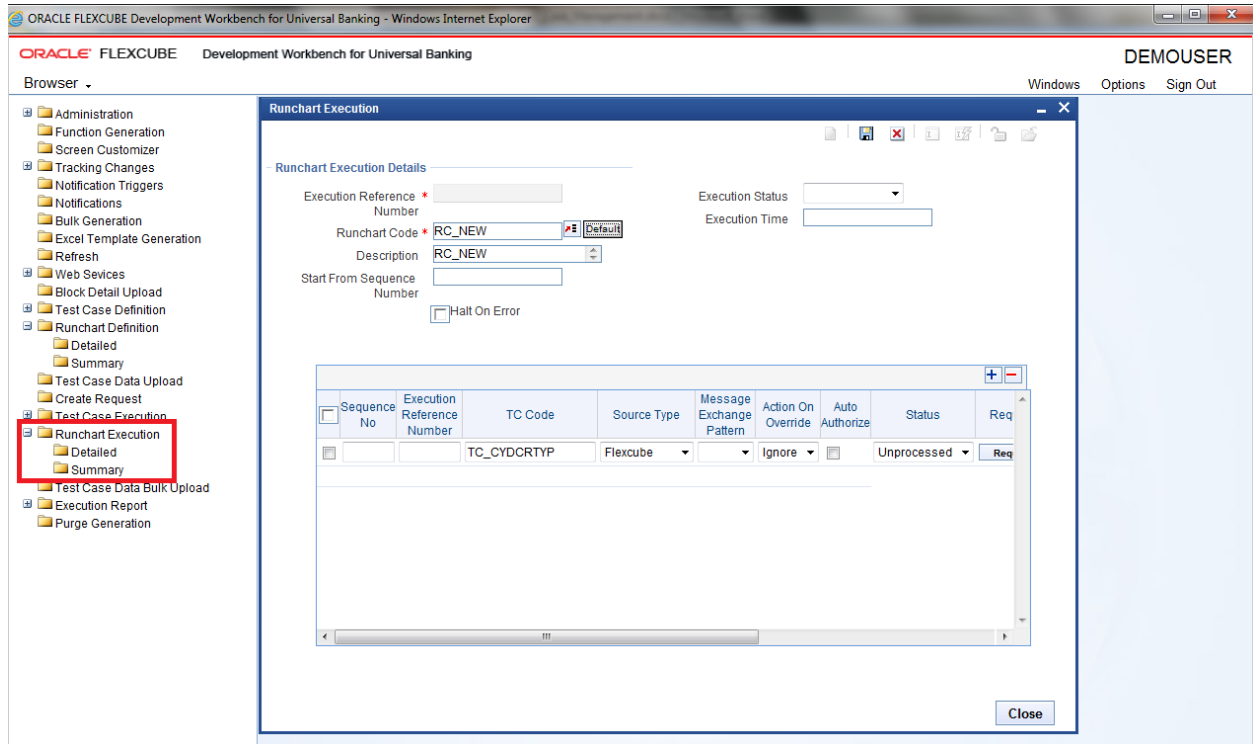 ORACLE FLEXCUBE Development Workbench for Universal Banking - Windows Internet Explorer
ORACLE FLEXCUBE Development Workbench for Universal Banking
DEMOUSER
Browser
Windows Options Sign Out
Administration
Function Generation
Screen Customizer
Tracking Changes
Notification Triggers
Notifications
Bulk Generation
Excel Template Generation
Refresh
Web Sevices
Block Detail Upload
Test Case Definition
Runchart Definition
Detailed
Summary
Test Case Data Upload
Create Request
Test Case Execution
Runchart Execution
Detailed
Summary
Test Case Data Bulk Upload
Execution Report
Purge Generation
Runchart Execution
Runchart Execution Details
Execution Reference *
Number
Runchart Code * RC_NEW Default
Description RC_NEW
Start From Sequence
Number
Halt On Error
Execution Status
Execution Time
Sequence No
Execution Reference Number
TC Code
Source Type
Message Exchange Pattern
Action On Override
Auto Authorize
Status
Req
TC_CYDCRTYP Flexcube Ignore Unprocessed Req
Close